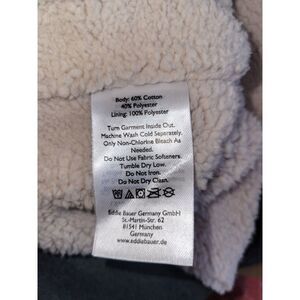 Body: 60% Cotton
40% Polyester
Lining: 100% Polyester
Turn Garment Inside Out.
Machine Wash Cold Separately.
Only Non-Chlorine Bleach As
Needed.
Do Not Use Fabric Softeners.
Tumble Dry Low.
Do Not Iron.
Do Not Dry Clean.
Eddie Bauer Germany GmbH
St.-Martin-Str. 62
81541 München
Germany
www.eddiebauer.de